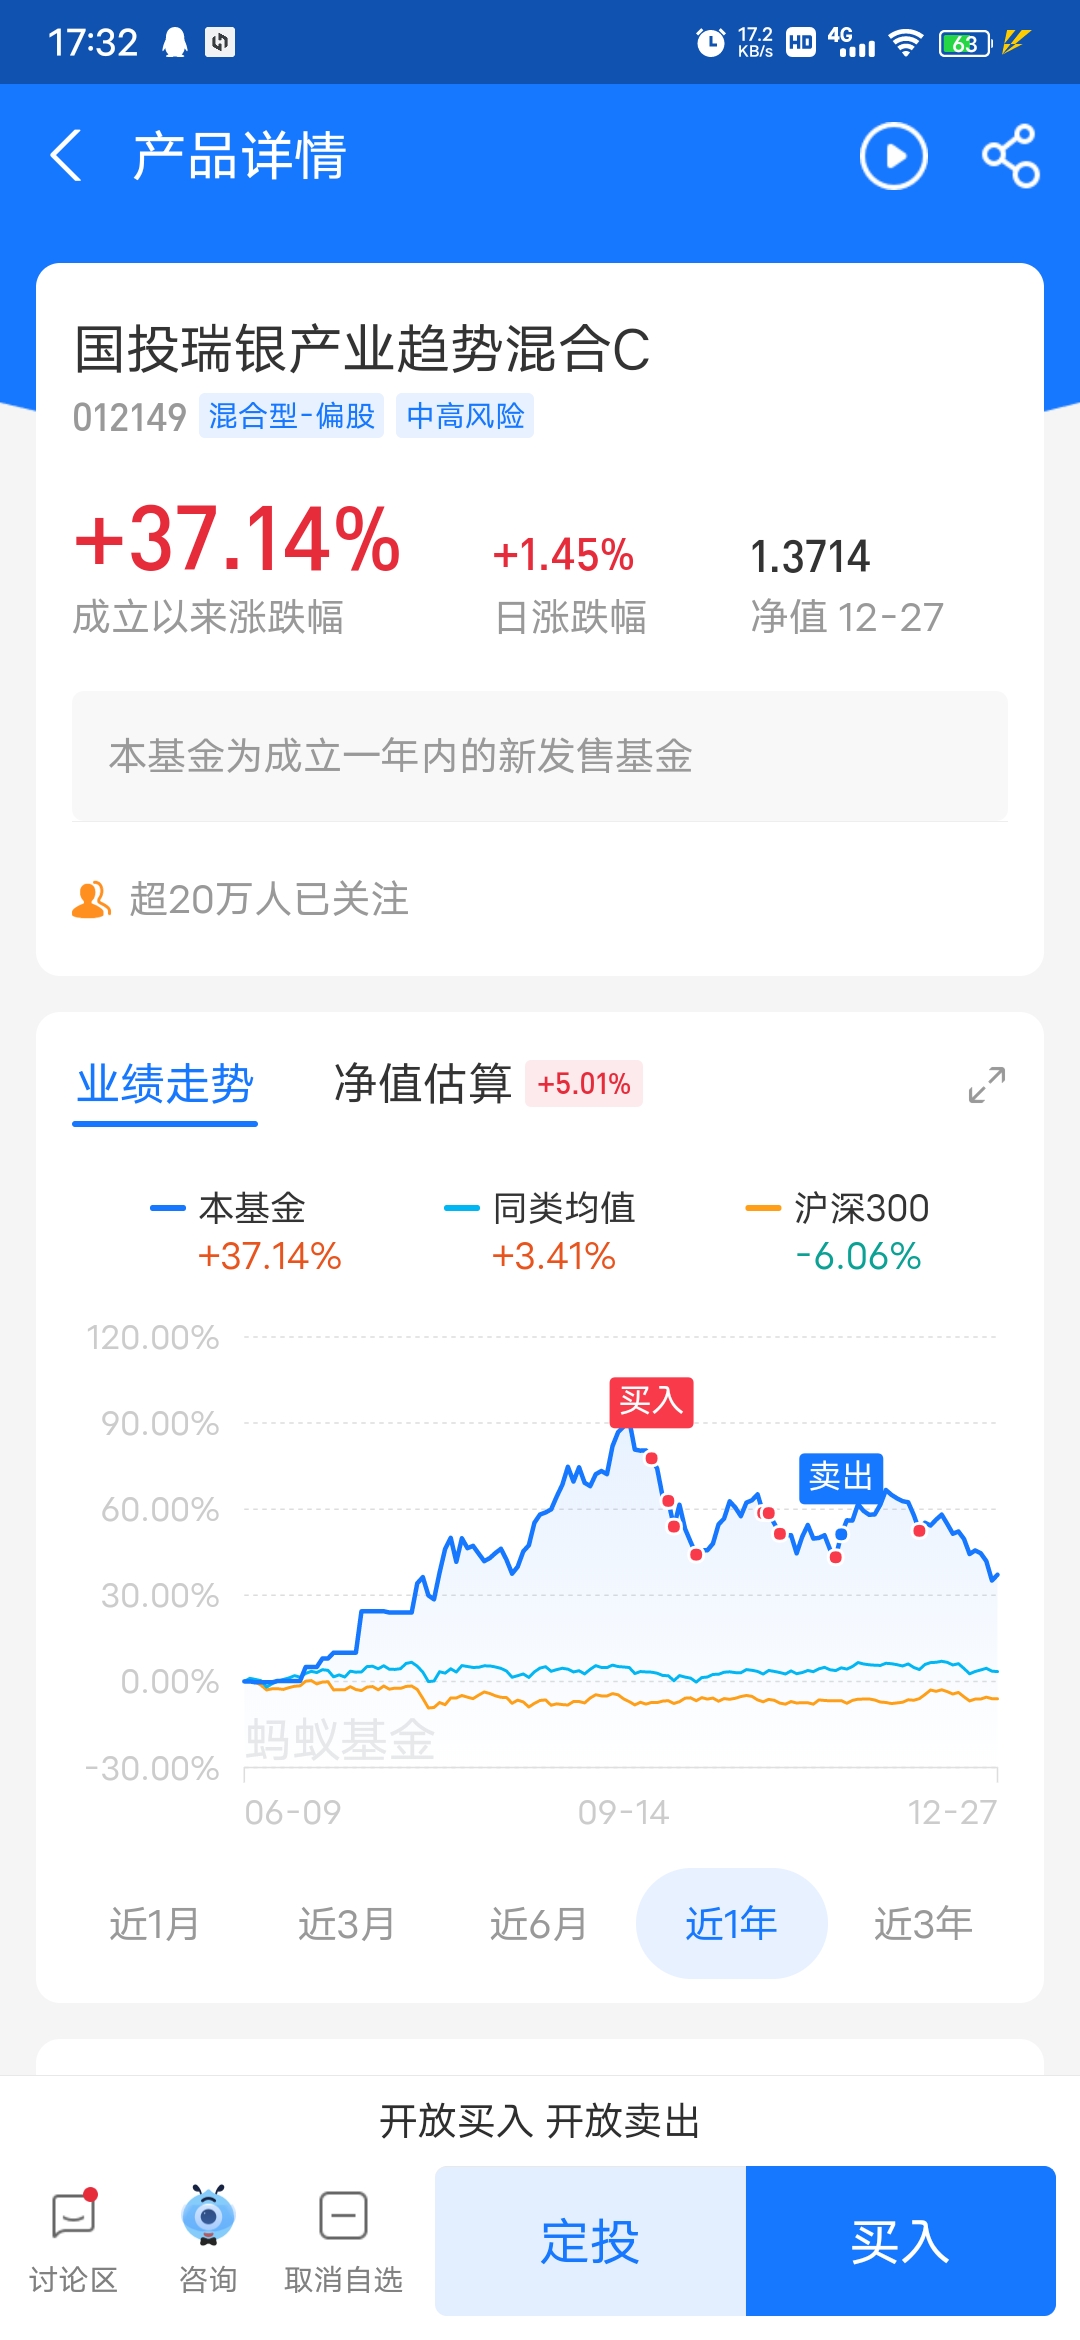 17:32 17.2 KB/s HD 4G 63
产品详情
国投瑞银产业趋势混合C
012149 混合型-偏股 中高风险
+37.14% +1.45% 1.3714
成立以来涨跌幅 日涨跌幅 净值 12-27
本基金为成立一年内的新发售基金
超20万人已关注
业绩走势 净值估算 +5.01%
本基金 同类均值 沪深300
+37.14% +3.41% -6.06%
120.00%
买入
90.00%
卖出
60.00%
30.00%
0.00%
蚂蚁基金
-30.00%
06-09 09-14 12-27
近1月 近3月 近6月 近1年 近3年
开放买入 开放卖出
定投 买入
讨论区 咨询 取消自选